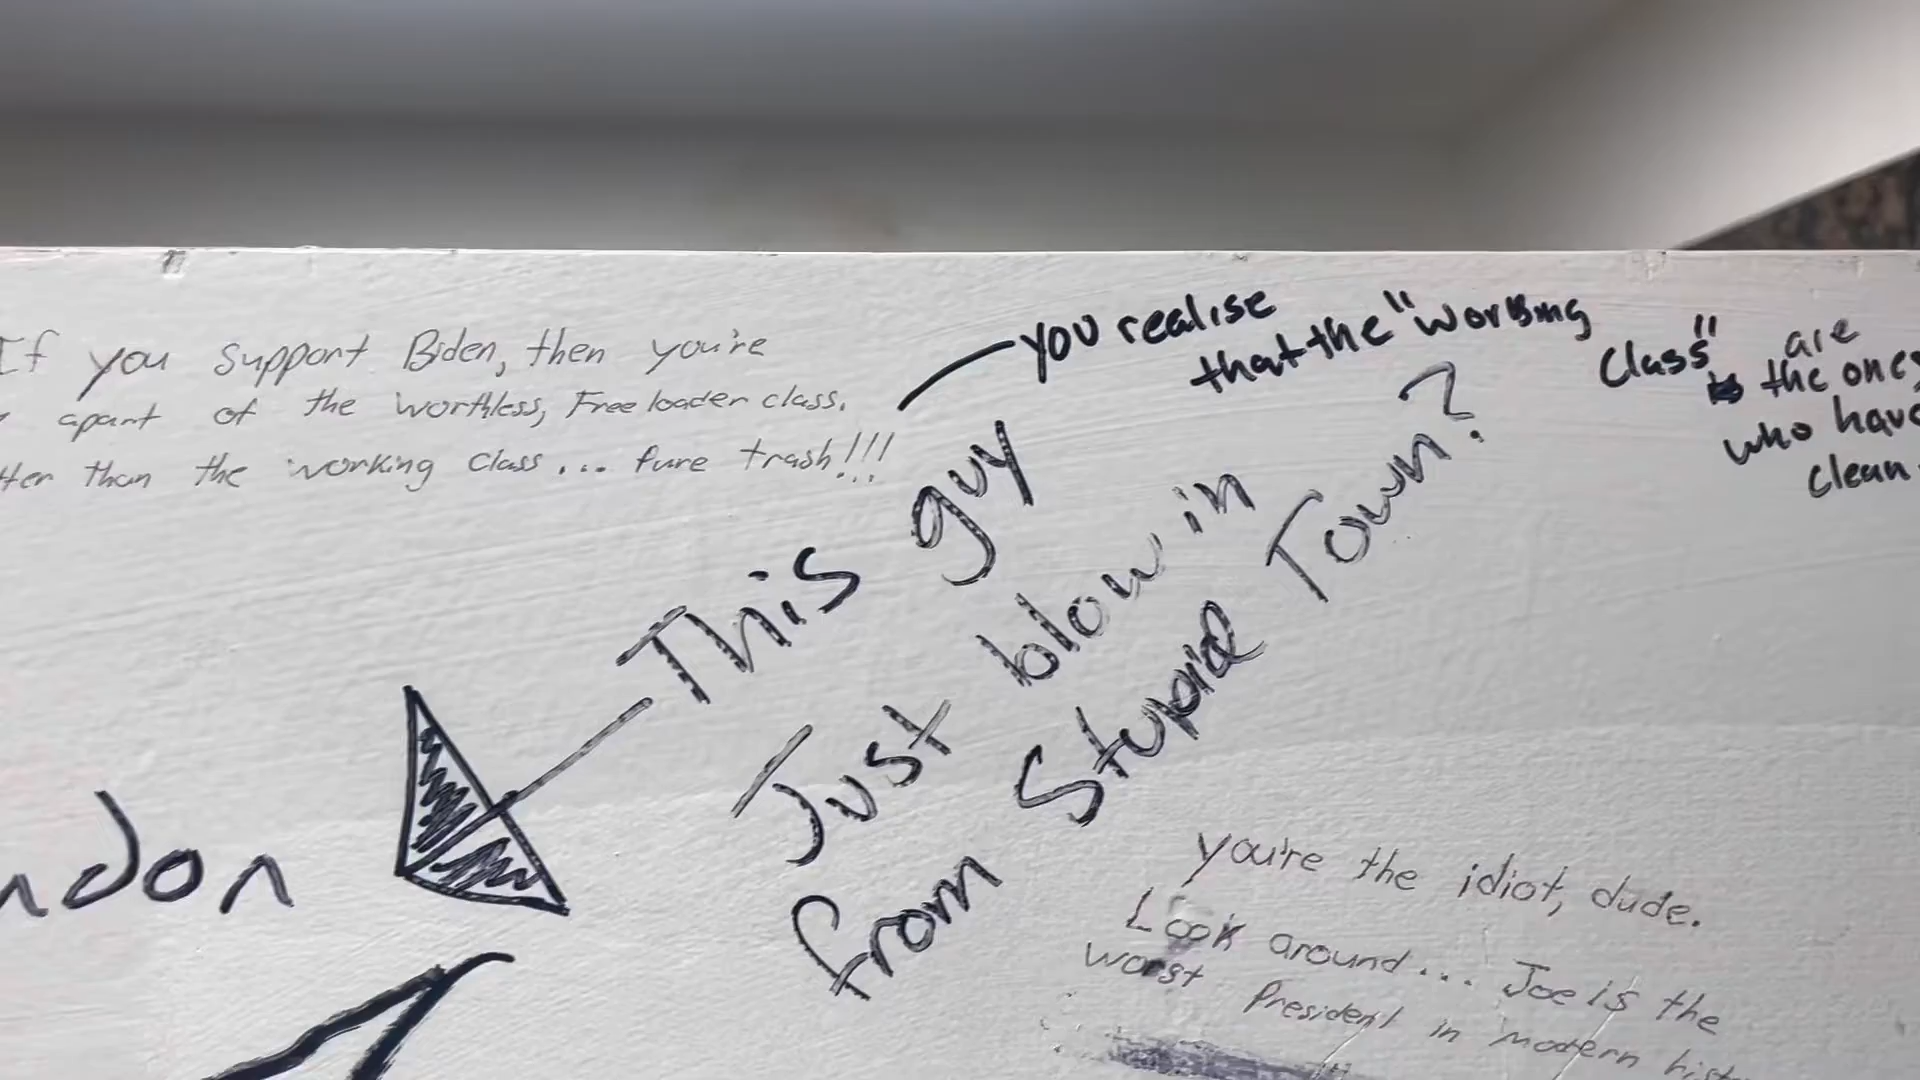 If you support Biden, then you're
apart of the worthless, Freeloader class.
than the working class... pure trash!!!
you realise
that the "working
Class" are
the ones
who have
clean
This guy
Just blow in
from Stupid Town?
ndon
you're the idiot, dude.
Look around... Joe is the
worst President in modern hist